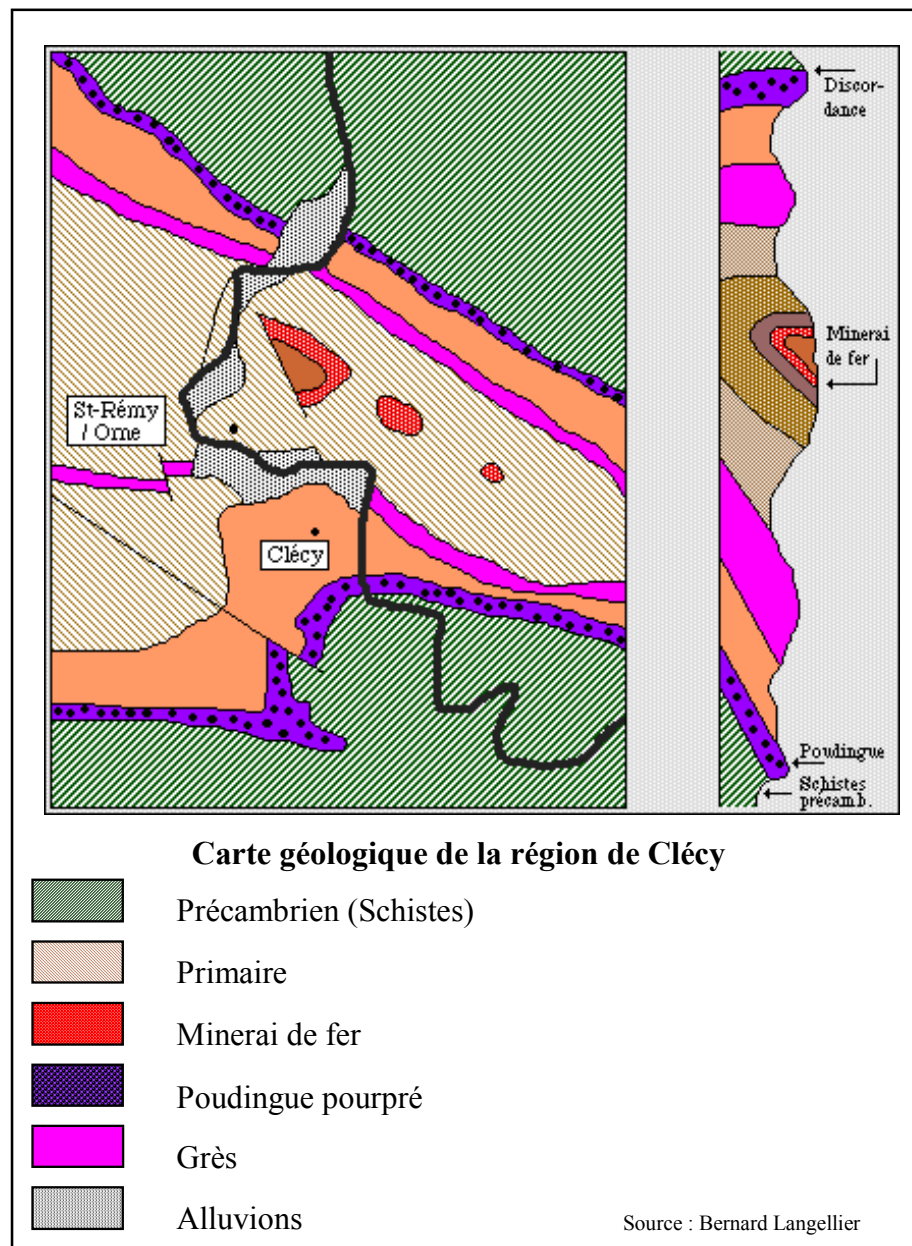 Discor-
dance
Minerai
de fer
St-Rémy
/ Orne
Clécy
Poudingue
Schistes
précamb.
Carte géologique de la région de Clécy
Précambrien (Schistes)
Primaire
Minerai de fer
Poudingue pourpré
Grès
Alluvions
Source : Bernard Langellier